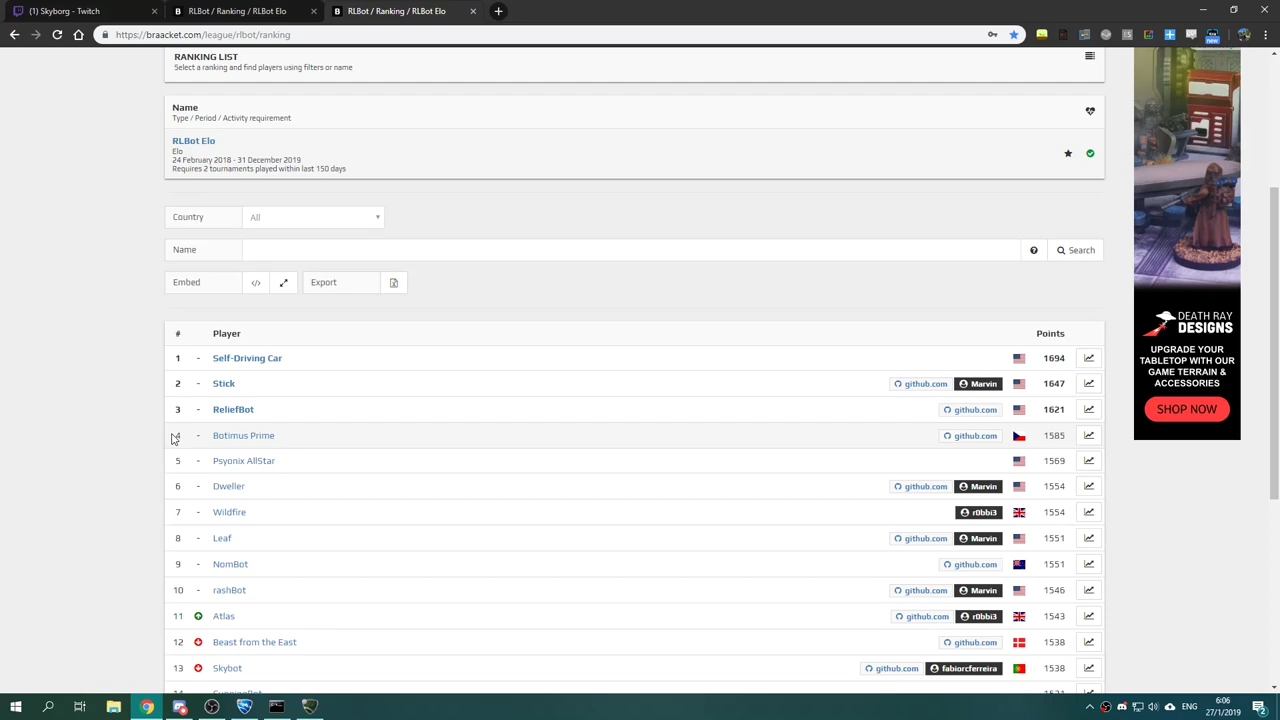 (1) Skyborg - Twitch
RLBot / Ranking / RLBot Elo
RLBot / Ranking / RLBot Elo
https://braacket.com/league/rlbot/ranking
new
RANKING LIST
Select a ranking and find players using filters or name
Name
Type / Period / Activity requirement
RLBot Elo
Elo
24 February 2018 - 31 December 2019
Requires 2 tournaments played within last 150 days
Country All
Name Search
Embed </> Export
# Player Points
1 - Self-Driving Car 1694
2 - Stick github.com Marvin 1647
3 - ReliefBot github.com 1621
4 - Botimus Prime github.com 1585
5 - Psyonix AllStar 1569
6 - Dweller github.com Marvin 1554
7 - Wildfire r0bbi3 1554
8 - Leaf github.com Marvin 1551
9 - NomBot github.com 1551
10 - rashBot github.com Marvin 1546
11 Atlas github.com r0bbi3 1543
12 Beast from the East github.com 1538
13 Skybot github.com fabiorcferreira 1538
DEATH RAY
DESIGNS
UPGRADE YOUR
TABLETOP WITH OUR
GAME TERRAIN &
ACCESSORIES
SHOP NOW
ENG
6:06
27/1/2019
2